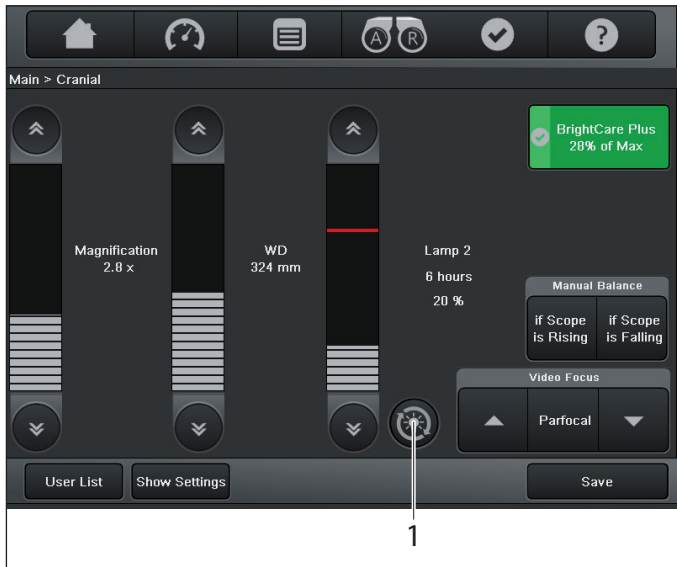 A R ?
Main > Cranial
BrightCare Plus
28% of Max
Magnification
2.8 x
WD
324 mm
Lamp 2
6 hours
20 %
Manual Balance
if Scope
is Rising
if Scope
is Falling
Video Focus
Parfocal
User List
Show Settings
Save
1